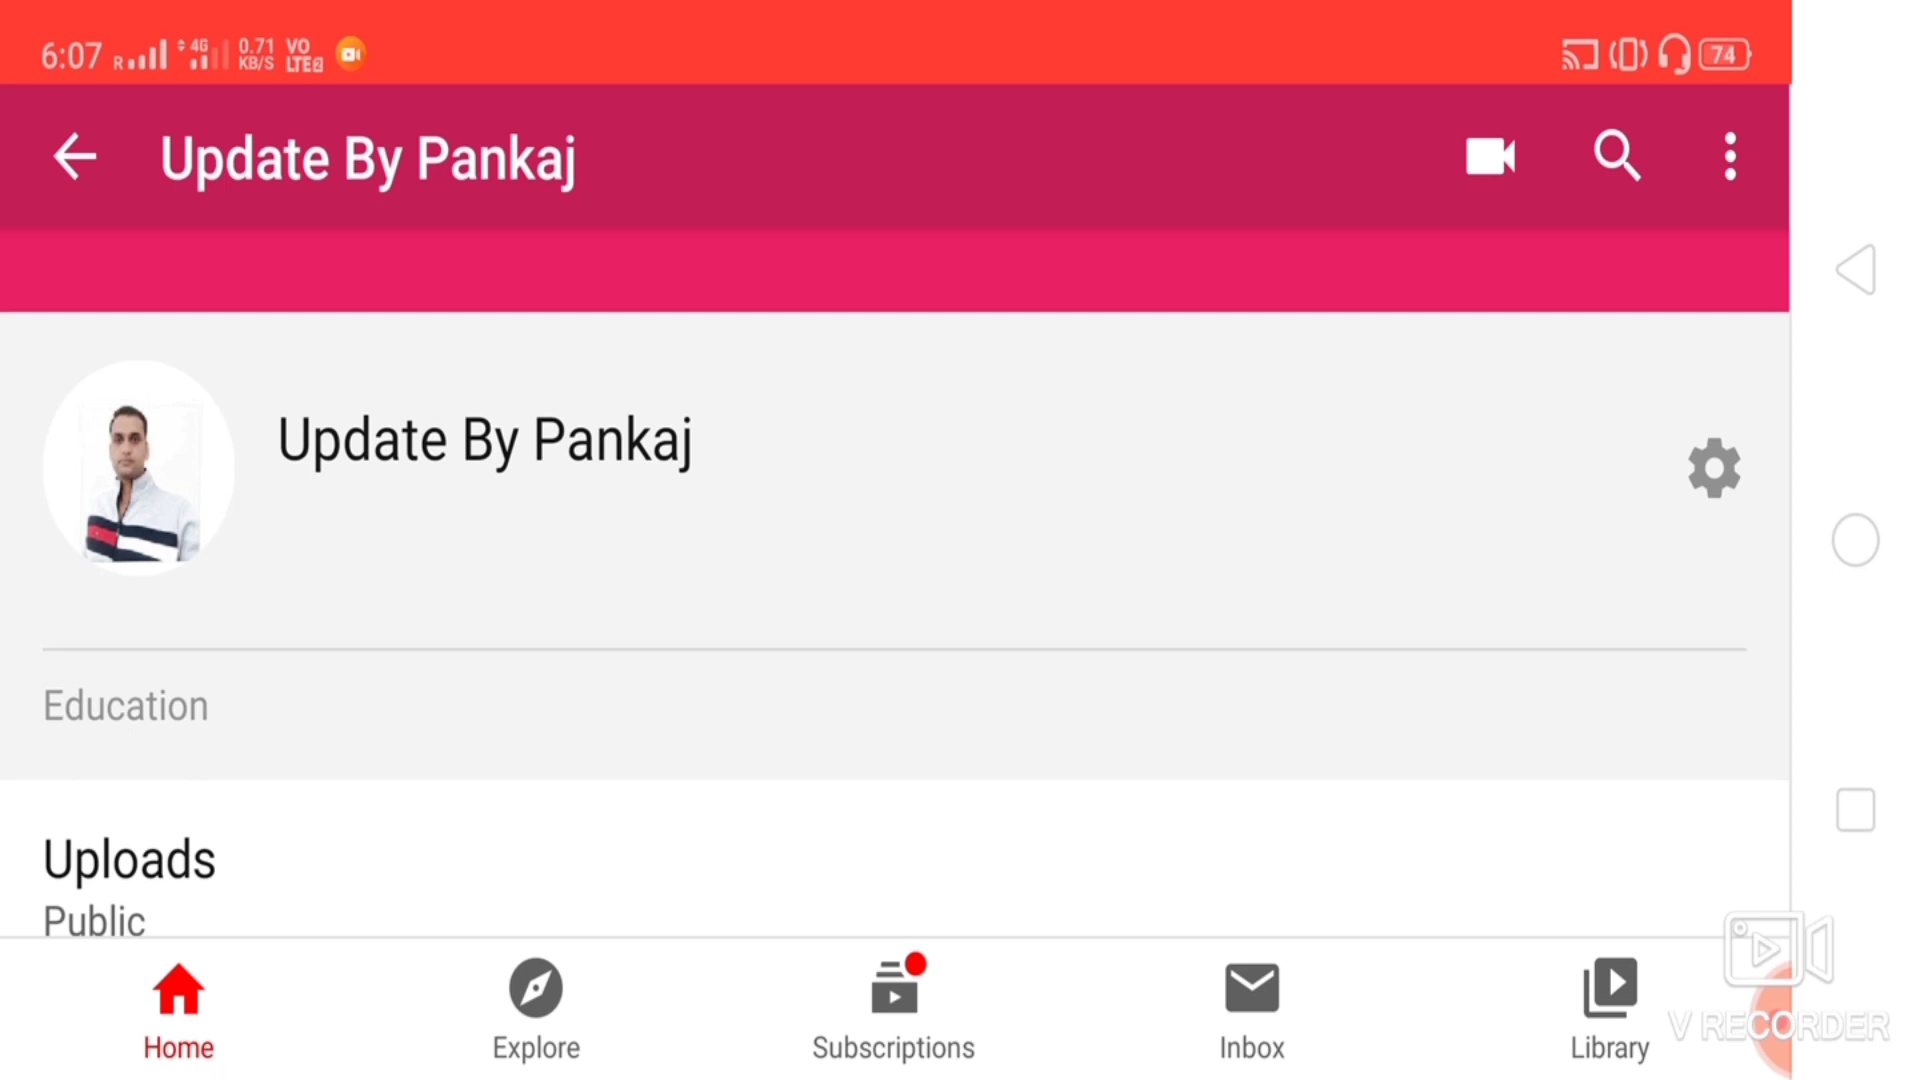 6:07 R 4G 0.71 KB/S VO LTE2 74
Update By Pankaj
Update By Pankaj
Education
Uploads
Public
Home Explore Subscriptions Inbox Library
V RECORDER